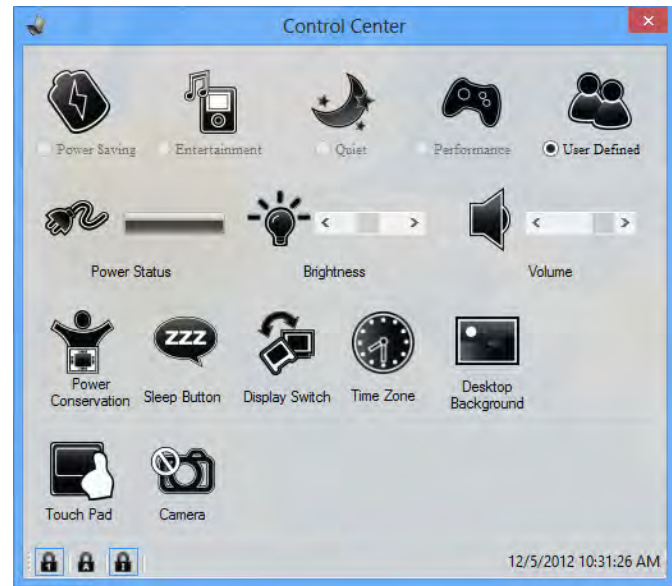 Control Center
Power Saving
Entertainment
Quiet
Performance
User Defined
Power Status
Brightness
Volume
ZZZ
Power
Conservation
Sleep Button
Display Switch
Time Zone
Desktop
Background
Touch Pad
Camera
12/5/2012 10:31:26 AM